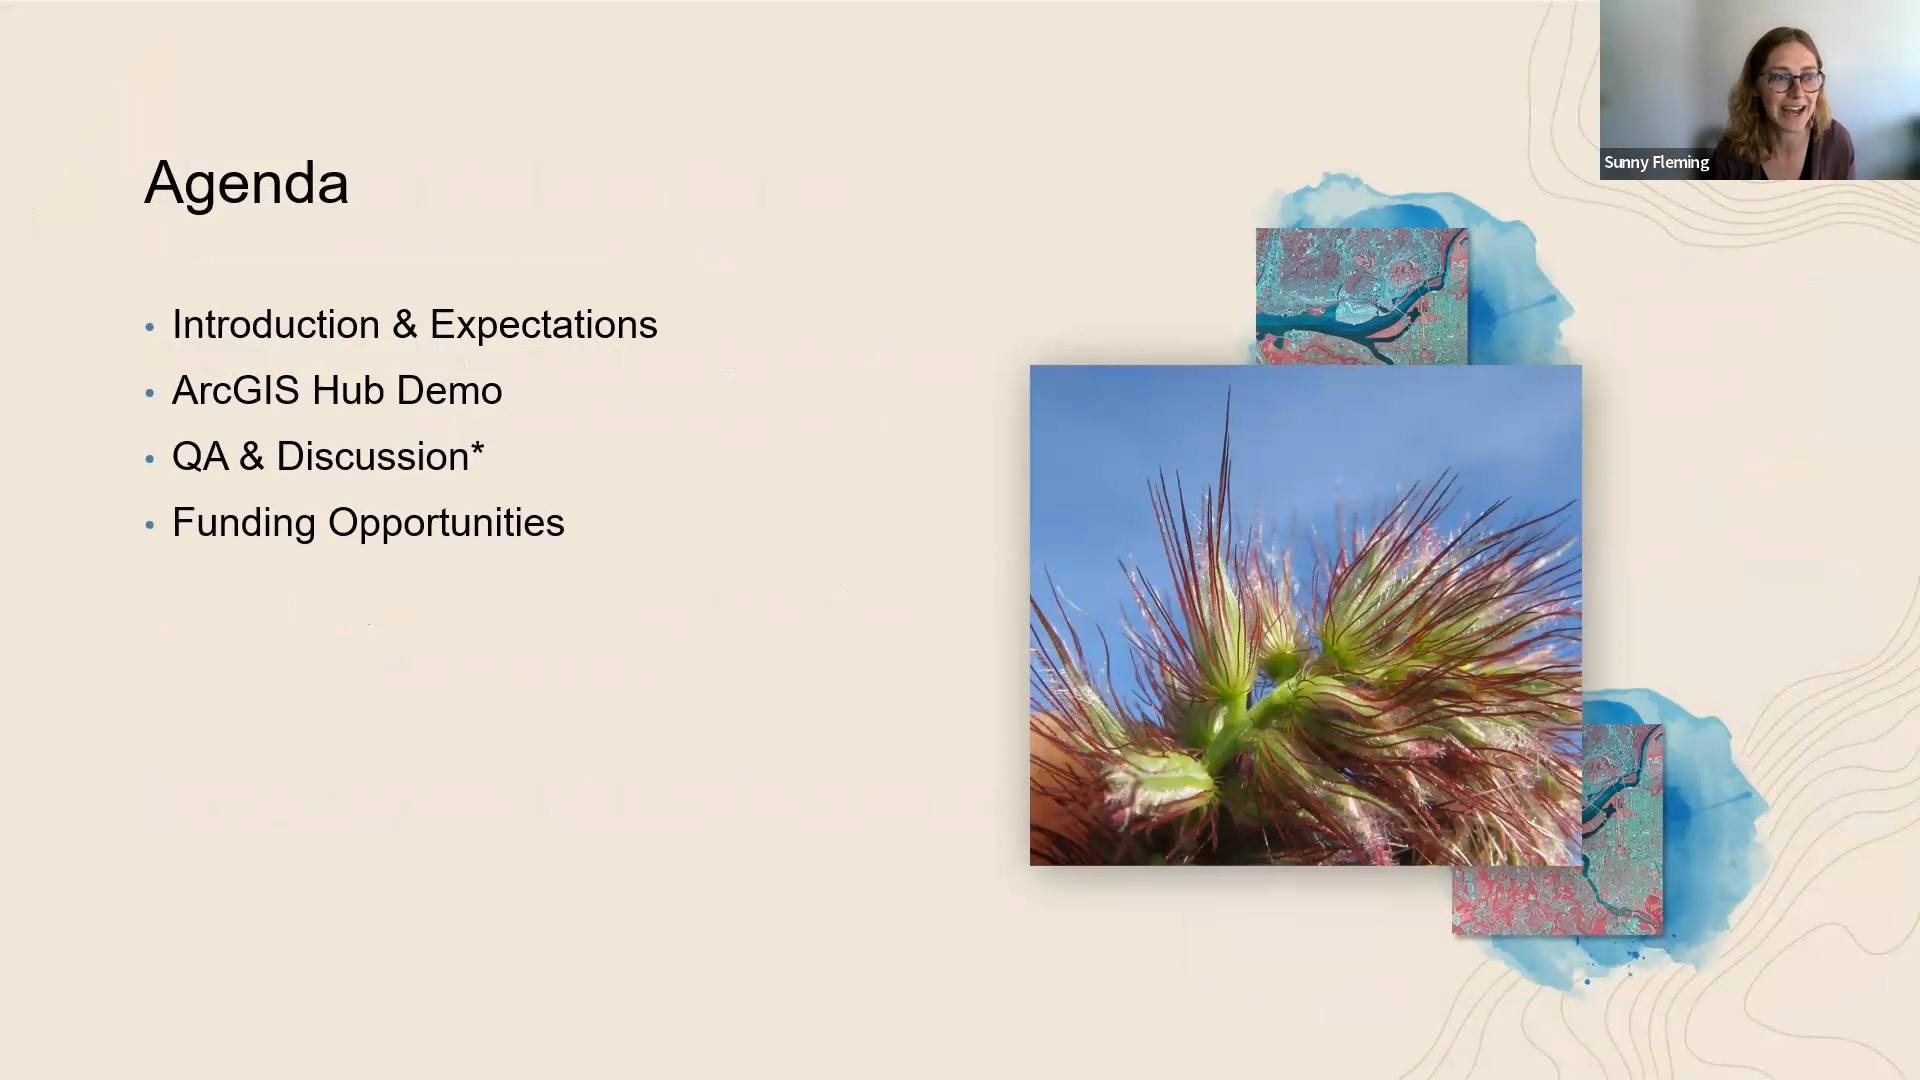 Agenda
• Introduction & Expectations
• ArcGIS Hub Demo
• QA & Discussion*
• Funding Opportunities
Sunny Fleming